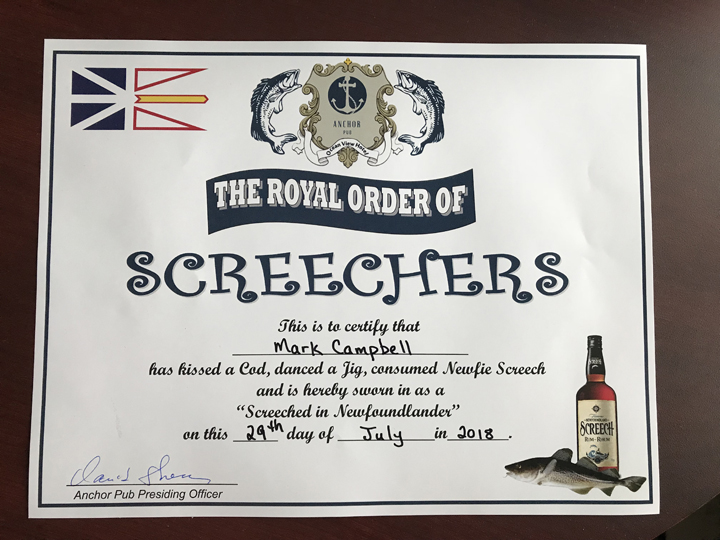 ANCHOR
PUB
Ocean View Hotel
THE ROYAL ORDER OF
SCREECHERS
This is to certify that
Mark Campbell
has kissed a Cod, danced a Jig, consumed Newfie Screech
and is hereby sworn in as a
“Screeched in Newfoundlander”
on this 29th day of July in 2018.
SCREECH
Anchor Pub Presiding Officer